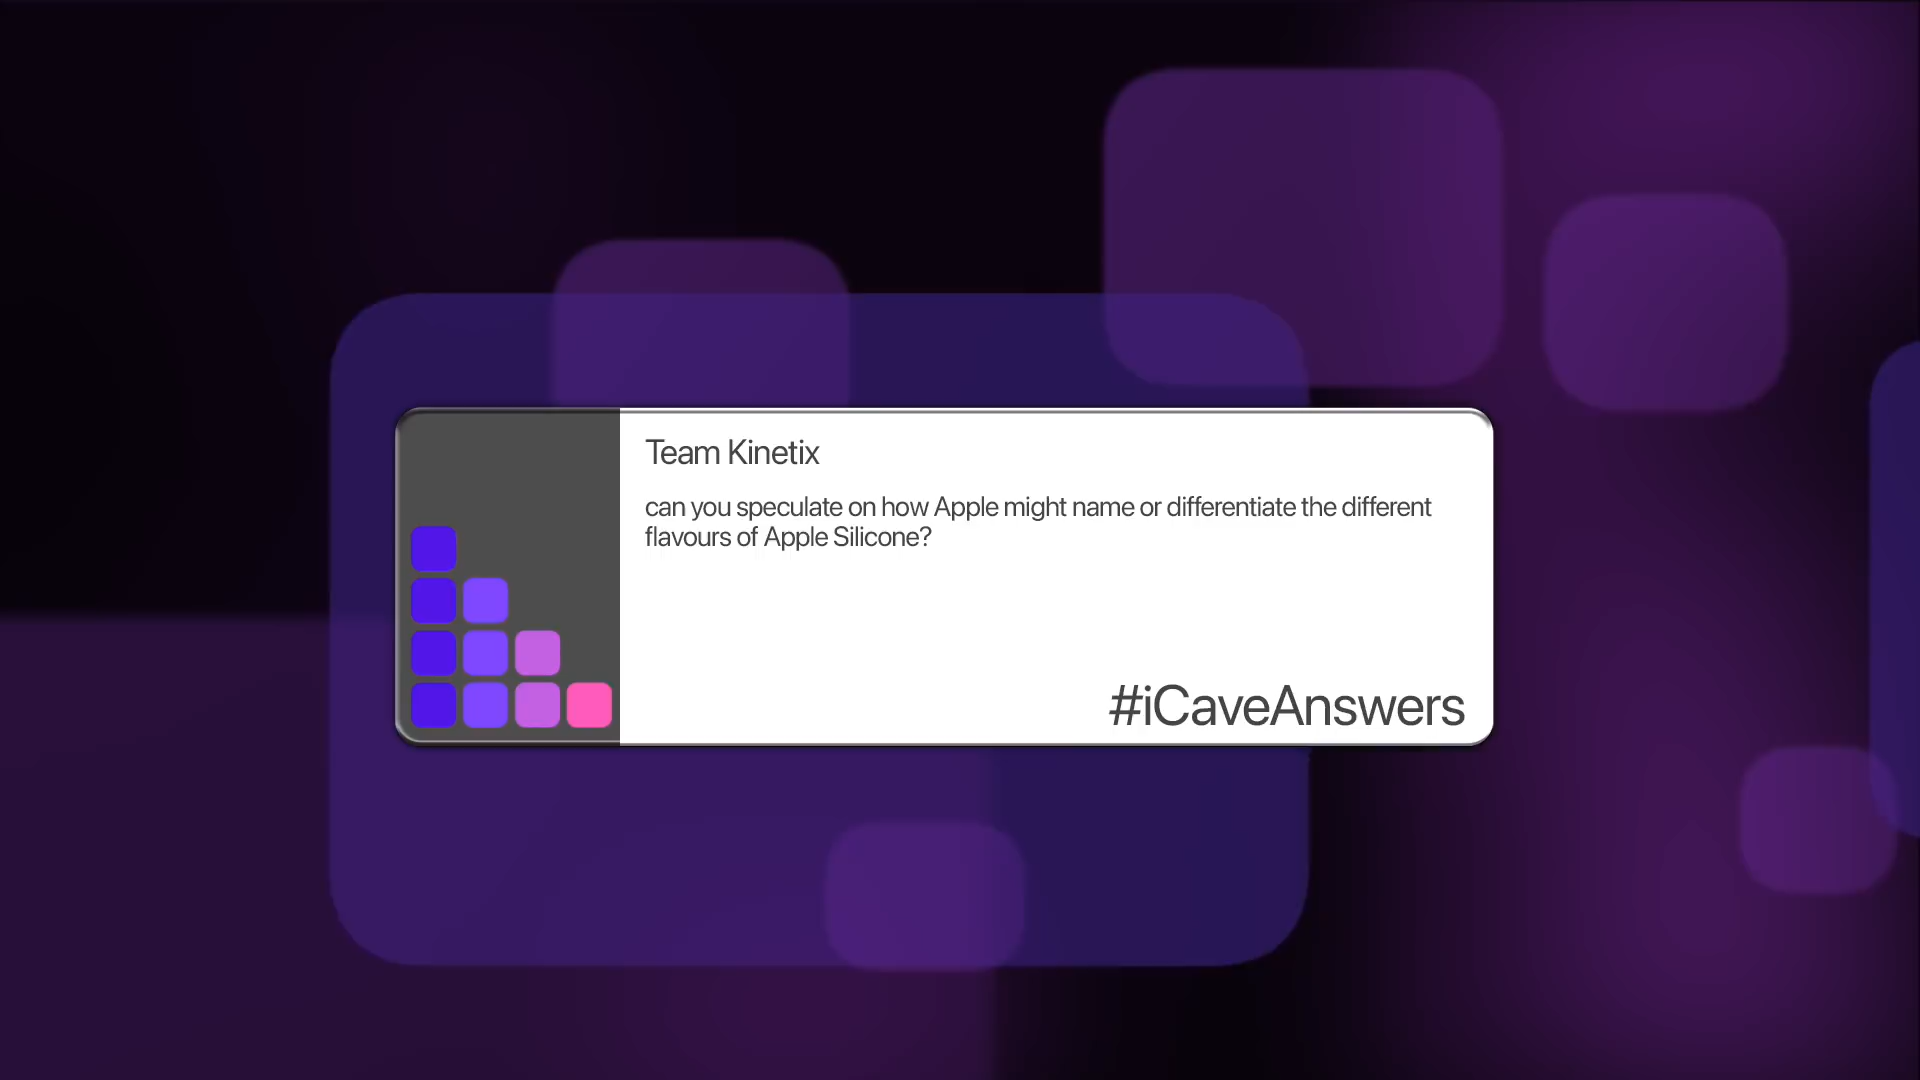 Team Kinetix
can you speculate on how Apple might name or differentiate the different
flavours of Apple Silicone?
#iCaveAnswers